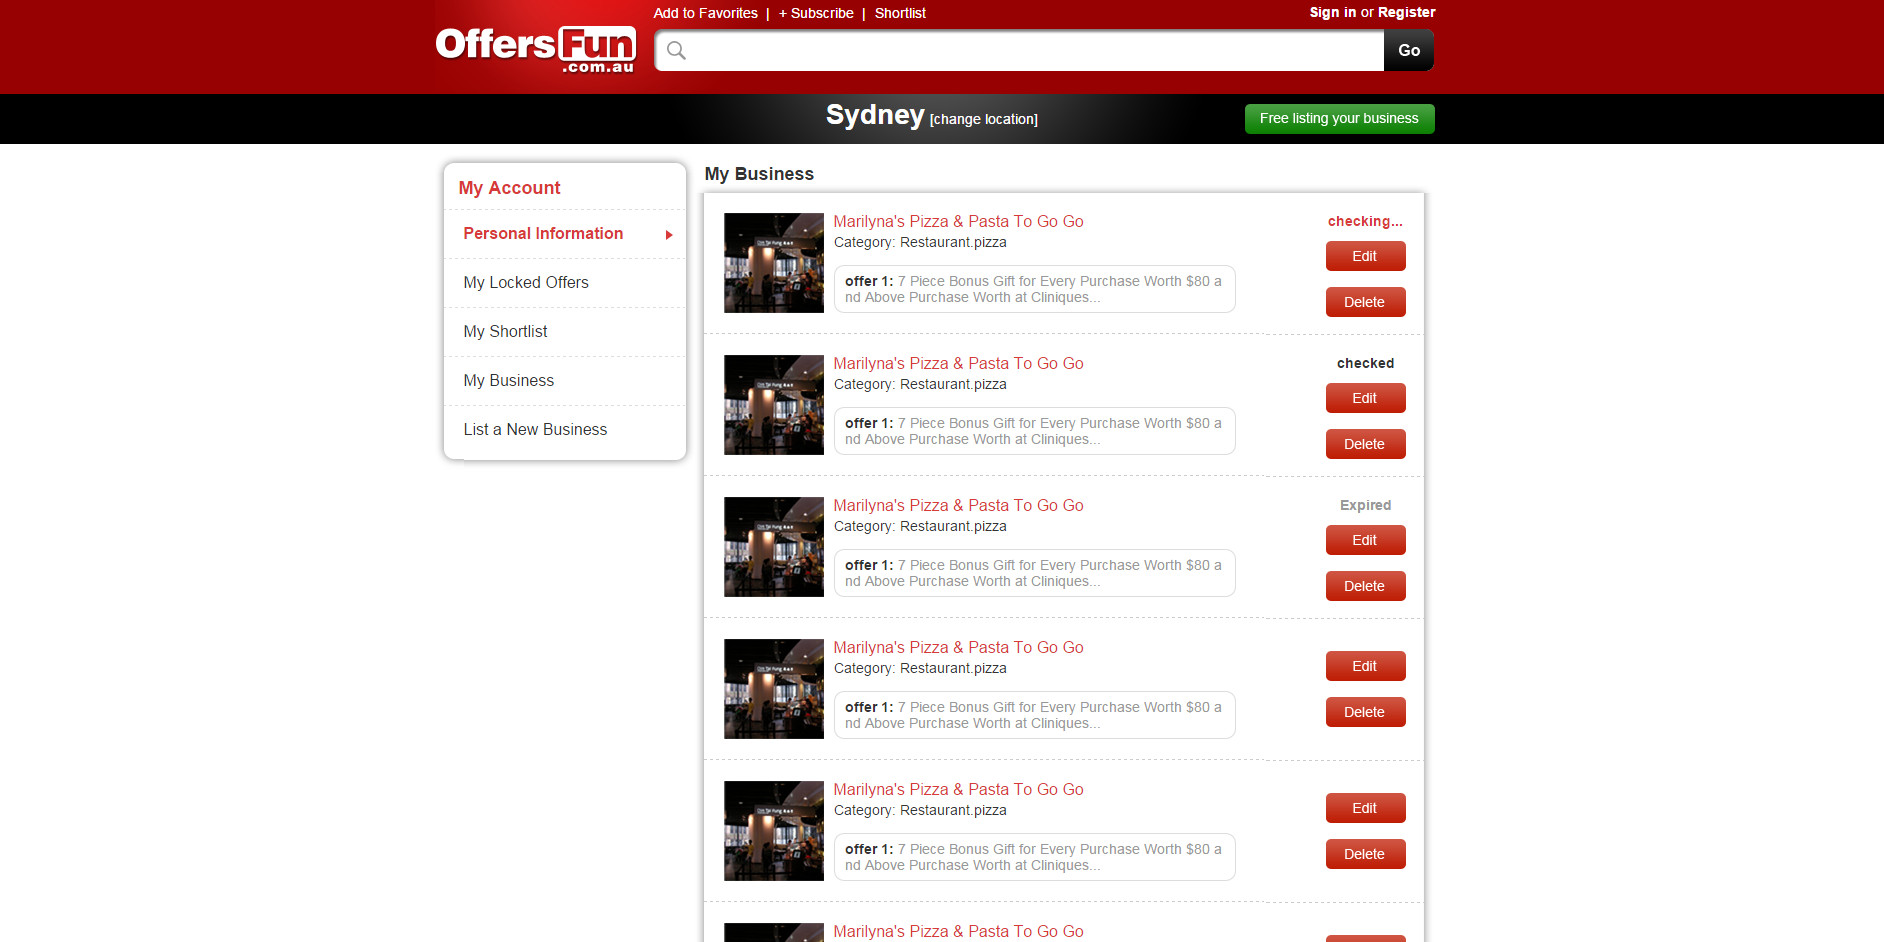 Add to Favorites | + Subscribe | Shortlist
Sign in or Register
OffersFun
.com.au
Go
Sydney [change location]
Free listing your business
My Account
Personal Information
My Locked Offers
My Shortlist
My Business
List a New Business
My Business
Marilyna's Pizza & Pasta To Go Go
Category: Restaurant.pizza
offer 1: 7 Piece Bonus Gift for Every Purchase Worth $80 a
nd Above Purchase Worth at Cliniques...
checking...
Edit
Delete
Marilyna's Pizza & Pasta To Go Go
Category: Restaurant.pizza
offer 1: 7 Piece Bonus Gift for Every Purchase Worth $80 a
nd Above Purchase Worth at Cliniques...
checked
Edit
Delete
Marilyna's Pizza & Pasta To Go Go
Category: Restaurant.pizza
offer 1: 7 Piece Bonus Gift for Every Purchase Worth $80 a
nd Above Purchase Worth at Cliniques...
Expired
Edit
Delete
Marilyna's Pizza & Pasta To Go Go
Category: Restaurant.pizza
offer 1: 7 Piece Bonus Gift for Every Purchase Worth $80 a
nd Above Purchase Worth at Cliniques...
Edit
Delete
Marilyna's Pizza & Pasta To Go Go
Category: Restaurant.pizza
offer 1: 7 Piece Bonus Gift for Every Purchase Worth $80 a
nd Above Purchase Worth at Cliniques...
Edit
Delete
Marilyna's Pizza & Pasta To Go Go